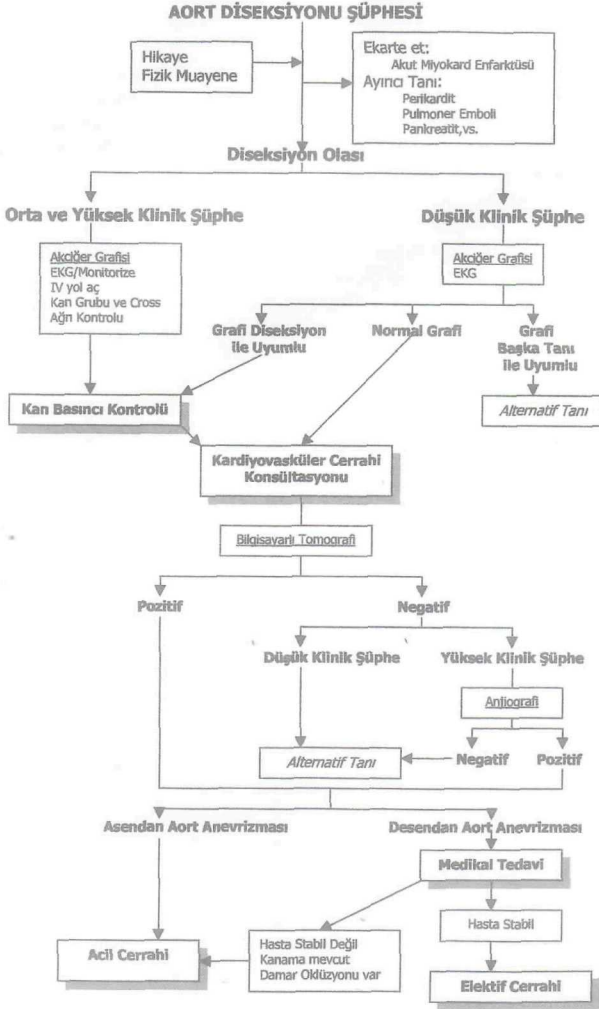 AORT DİSEKSİYONU ŞÜPHESİ
Hikaye
Fizik Muayene
Ekarte et:
Akut Miyokard Enfarktüsü
Ayırıcı Tanı:
Perikardit
Pulmoner Emboli
Pankreatit,vs.
Diseksiyon Olası
Orta ve Yüksek Klinik Şüphe
Düşük Klinik Şüphe
Akciğer Grafisi
EKG/Monitorize
IV yol aç
Kan Grubu ve Cross
Ağrı Kontrolu
Akciğer Grafisi
EKG
Grafi Diseksiyon
ile Uyumlu
Normal Grafi
Grafi
Başka Tanı
ile Uyumlu
Kan Basıncı Kontrolü
Alternatif Tanı
Kardiyovasküler Cerrahi
Konsültasyonu
Bilgisayarlı Tomografi
Pozitif
Negatif
Düşük Klinik Şüphe
Yüksek Klinik Şüphe
Anjiografi
Alternatif Tanı
Negatif
Pozitif
Asendan Aort Anevrizması
Desendan Aort Anevrizması
Medikal Tedavi
Hasta Stabil
Acil Cerrahi
Hasta Stabil Değil
Kanama mevcut
Damar Oklüzyonu var
Elektif Cerrahi